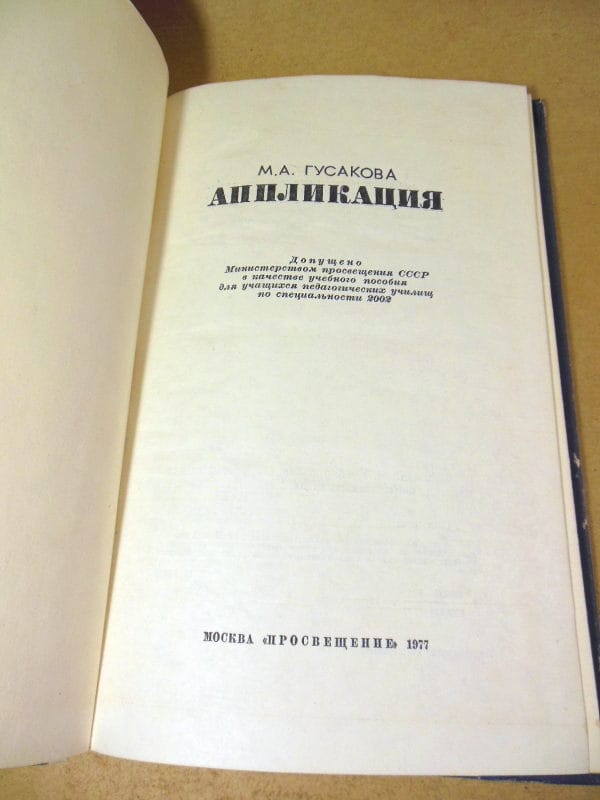 М.А. ГУСАКОВА
АППЛИКАЦИЯ
Допущено
Министерством просвещения СССР
в качестве учебного пособия
для учащихся педагогических училищ
по специальности 2002
МОСКВА «ПРОСВЕЩЕНИЕ» 1977